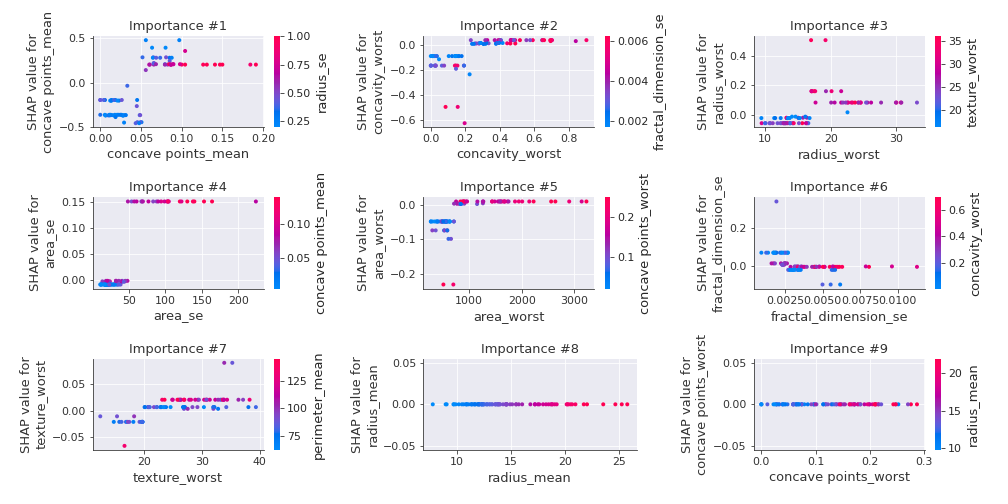 Importance #1
SHAP value for
concave points_mean
0.5
0.0
−0.5
0.00
0.05
0.10
0.15
0.20
concave points_mean
1.00
0.75
0.50
0.25
radius_se
Importance #2
SHAP value for
concavity_worst
0.0
−0.2
−0.4
−0.6
0.0
0.2
0.4
0.6
0.8
concavity_worst
0.006
0.004
0.002
fractal_dimension_se
Importance #3
SHAP value for
radius_worst
0.4
0.2
0.0
10
20
30
radius_worst
35
30
25
20
texture_worst
Importance #4
SHAP value for
area_se
0.15
0.10
0.05
0.00
50
100
150
200
area_se
0.10
0.05
concave points_mean
Importance #5
SHAP value for
area_worst
0.0
−0.1
−0.2
1000
2000
3000
area_worst
0.2
0.1
concave points_worst
Importance #6
SHAP value for
fractal_dimension_se
0.2
0.0
0.0025
0.0050
0.0075
0.0100
fractal_dimension_se
0.6
0.4
0.2
concavity_worst
Importance #7
SHAP value for
texture_worst
0.05
0.00
−0.05
20
30
40
texture_worst
125
100
75
perimeter_mean
Importance #8
SHAP value for
radius_mean
0.05
0.00
−0.05
10
15
20
25
radius_mean
Importance #9
SHAP value for
concave points_worst
0.05
0.00
−0.05
0.0
0.1
0.2
0.3
concave points_worst
20
15
10
radius_mean